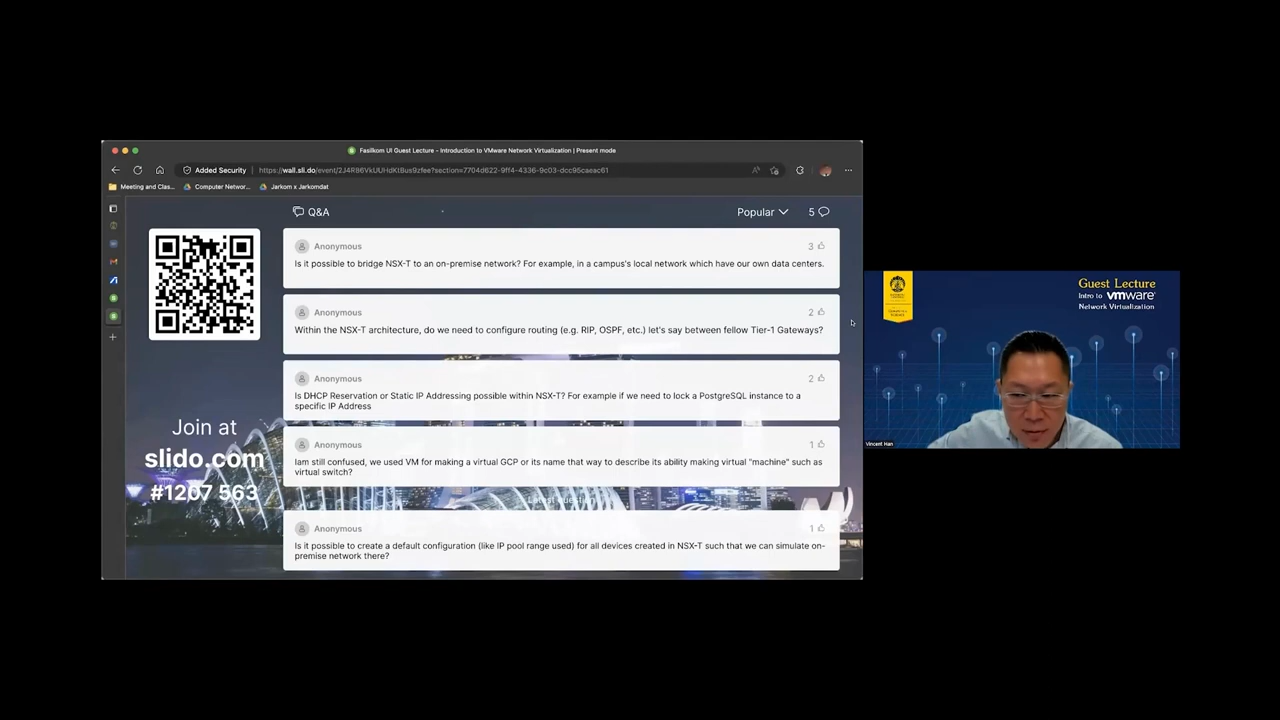 Fasilkom UI Guest Lecture - Introduction to VMware Network Virtualization | Present mode
Added Security
Meeting and Clas...
Computer Networ...
Jarkom x Jarkomdat
Q&A
Popular
5
Anonymous
3
Is it possible to bridge NSX-T to an on-premise network? For example, in a campus's local network which have our own data centers.
Anonymous
2
Within the NSX-T architecture, do we need to configure routing (e.g. RIP, OSPF, etc.) let's say between fellow Tier-1 Gateways?
Anonymous
2
Is DHCP Reservation or Static IP Addressing possible within NSX-T? For example if we need to lock a PostgreSQL instance to a
specific IP Address
Anonymous
1
Iam still confused, we used VM for making a virtual GCP or its name that way to describe its ability making virtual "machine" such as
virtual switch?
Latest question
Anonymous
1
Is it possible to create a default configuration (like IP pool range used) for all devices created in NSX-T such that we can simulate on-
premise network there?
Join at
slido.com
#1207 563
Guest Lecture
Intro to vmware
Network Virtualization
Vincent Han